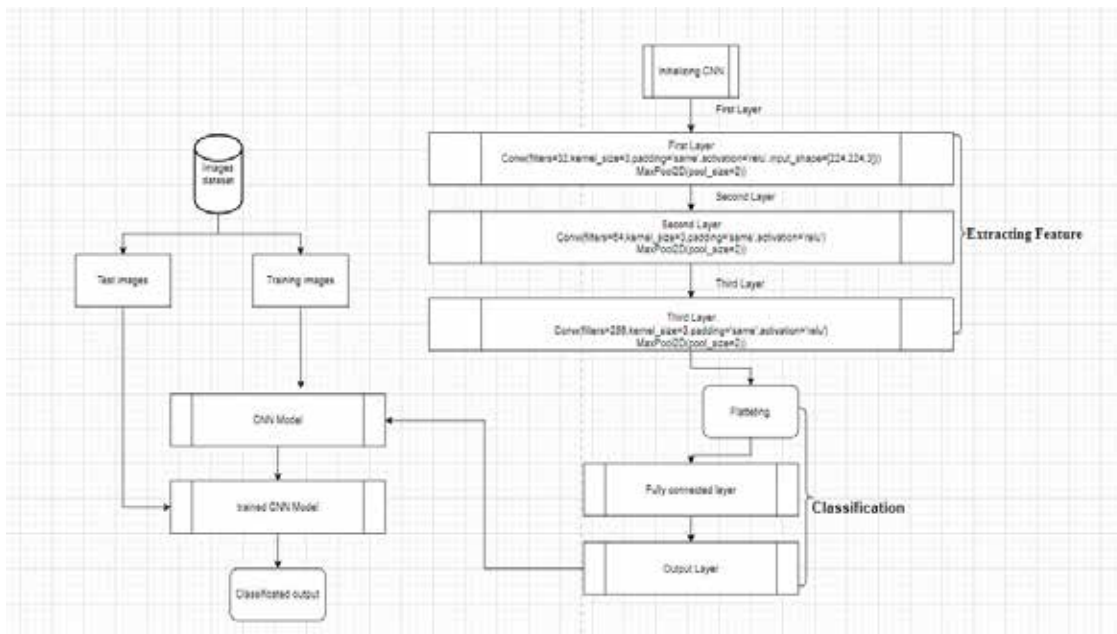 Initializing CNN
First Layer
First Layer
Conv(filters=32,kernel_size=3,padding='same',activation='relu',input_shape=[224,224,3]))
MaxPool2D(pool_size=2))
Second Layer
Second Layer
Conv(filters=64,kernel_size=3,padding='same',activation='relu')
MaxPool2D(pool_size=2))
Third Layer
Third Layer
Conv(filters=256,kernel_size=3,padding='same',activation='relu')
MaxPool2D(pool_size=2))
Extracting Feature
Flatteting
Fully connected layer
Output Layer
Classification
Images
dataset
Test images
Training images
CNN Model
trained CNN Model
Classificated output